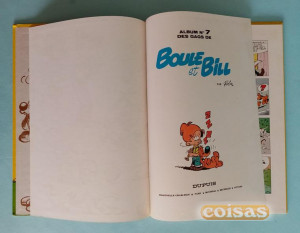 ALBUM N° 7
DES GAGS DE
BOULE
et BILL
DUPUIS
coisas